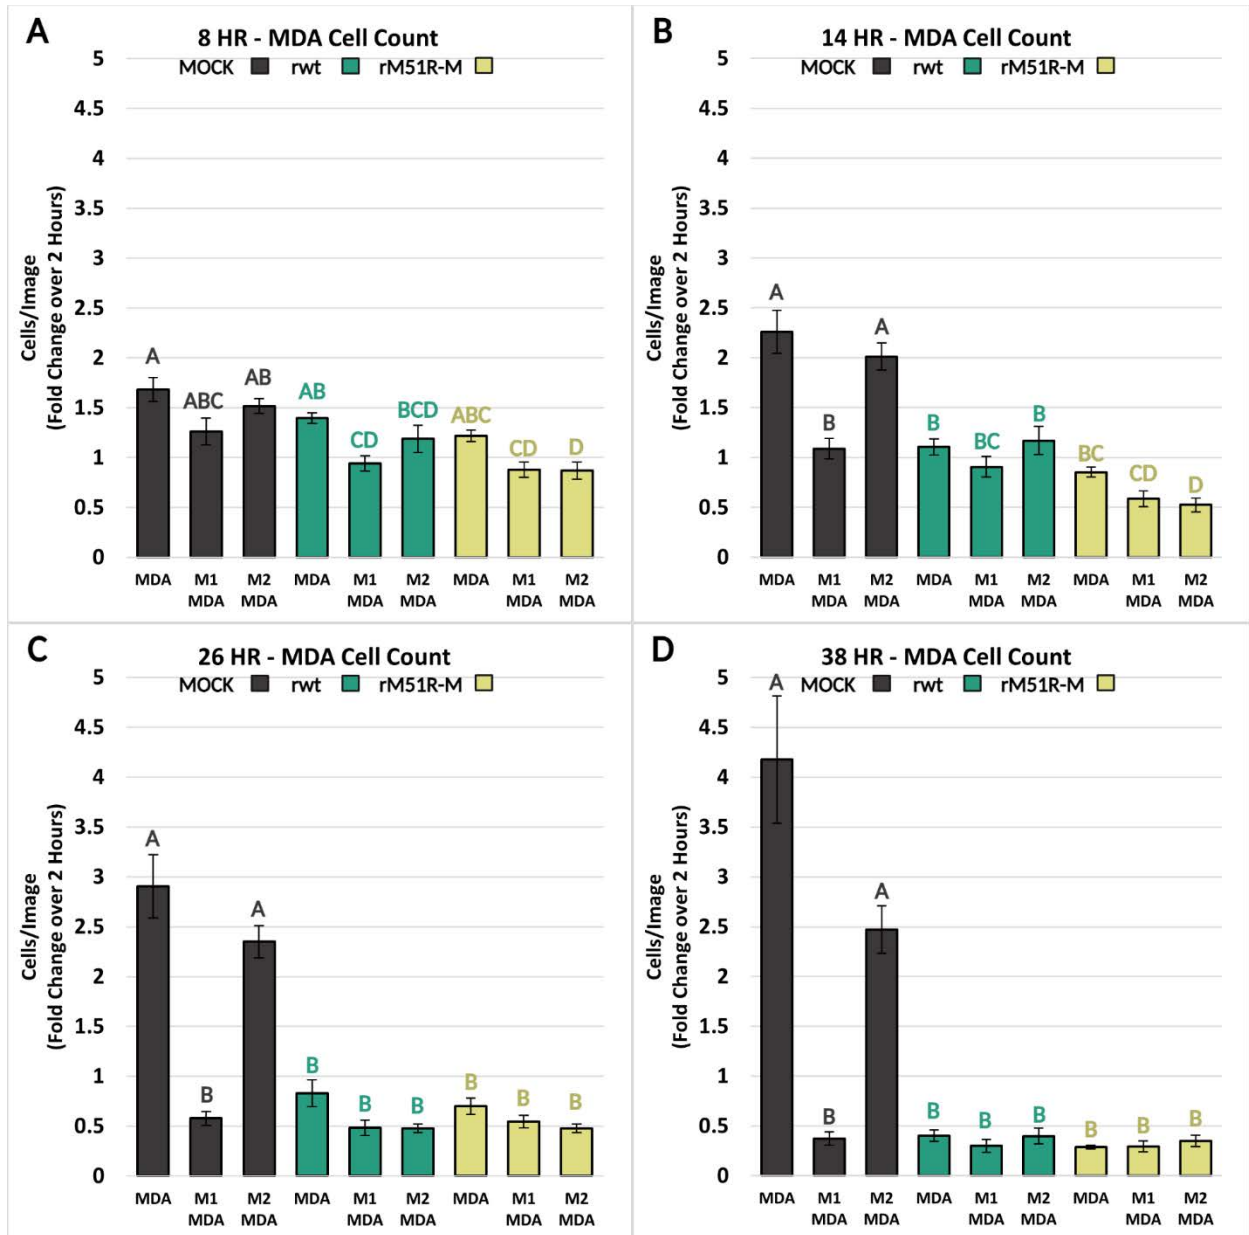 A
8 HR - MDA Cell Count
MOCK rwt rM51R-M
Cells/Image
(Fold Change over 2 Hours)
5
4.5
4
3.5
3
2.5
2
1.5
1
0.5
0
A
ABC
AB
AB
CD
BCD
ABC
CD
D
MDA M1 MDA M2 MDA MDA M1 MDA M2 MDA MDA M1 MDA M2 MDA
B
14 HR - MDA Cell Count
MOCK rwt rM51R-M
Cells/Image
(Fold Change over 2 Hours)
5
4.5
4
3.5
3
2.5
2
1.5
1
0.5
0
A
B
A
B
BC
B
BC
CD
D
MDA M1 MDA M2 MDA MDA M1 MDA M2 MDA MDA M1 MDA M2 MDA
C
26 HR - MDA Cell Count
MOCK rwt rM51R-M
Cells/Image
(Fold Change over 2 Hours)
5
4.5
4
3.5
3
2.5
2
1.5
1
0.5
0
A
B
A
B
B
B
B
B
B
MDA M1 MDA M2 MDA MDA M1 MDA M2 MDA MDA M1 MDA M2 MDA
D
38 HR - MDA Cell Count
MOCK rwt rM51R-M
Cells/Image
(Fold Change over 2 Hours)
5
4.5
4
3.5
3
2.5
2
1.5
1
0.5
0
A
B
A
B
B
B
B
B
B
MDA M1 MDA M2 MDA MDA M1 MDA M2 MDA MDA M1 MDA M2 MDA